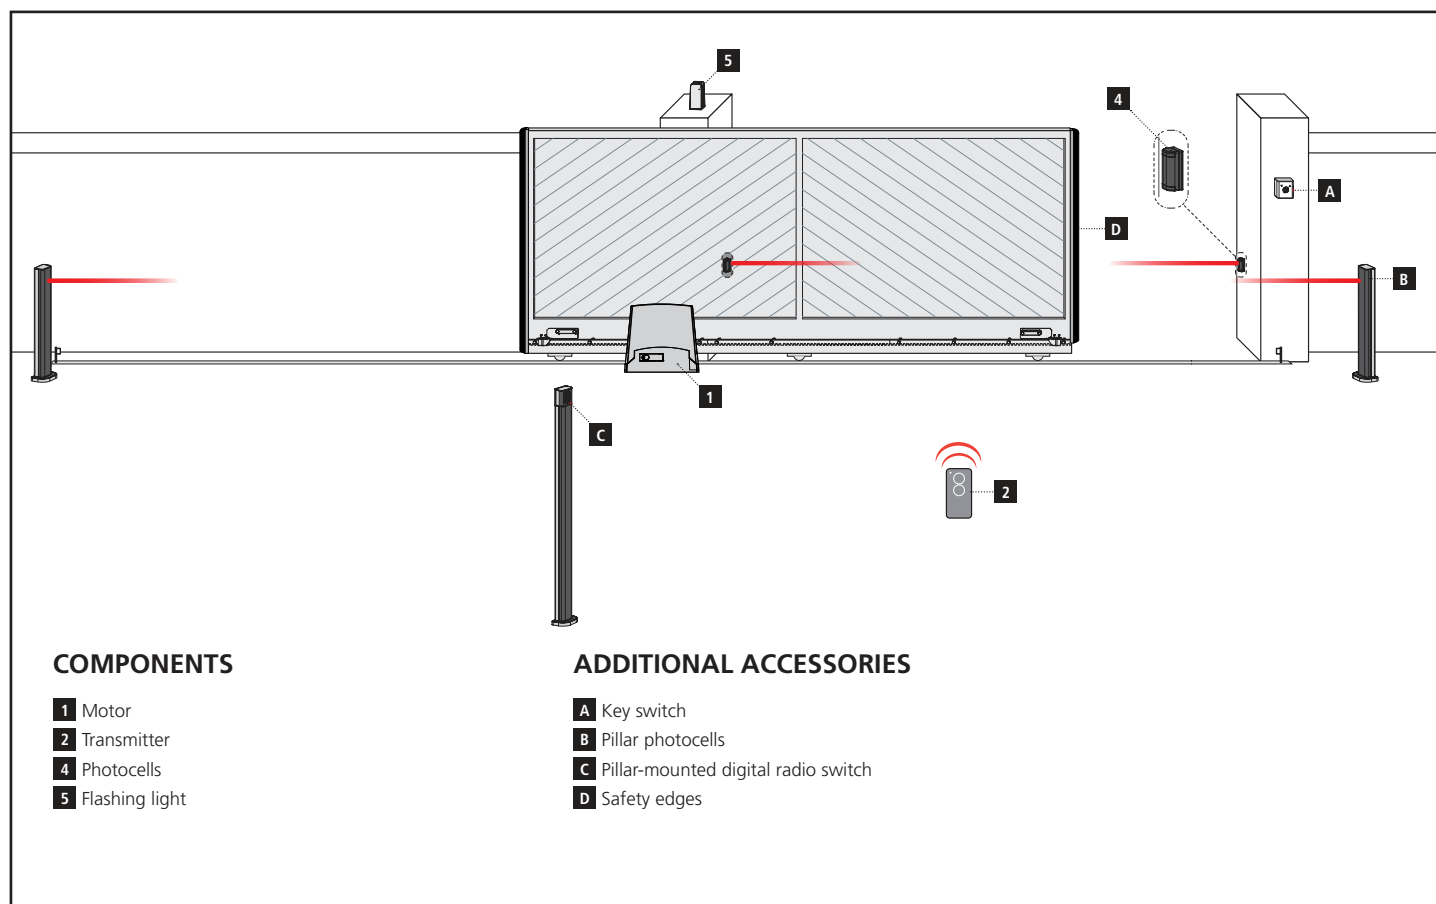 5
4
A
D
B
1
C
2
COMPONENTS
1 Motor
2 Transmitter
4 Photocells
5 Flashing light
ADDITIONAL ACCESSORIES
A Key switch
B Pillar photocells
C Pillar-mounted digital radio switch
D Safety edges